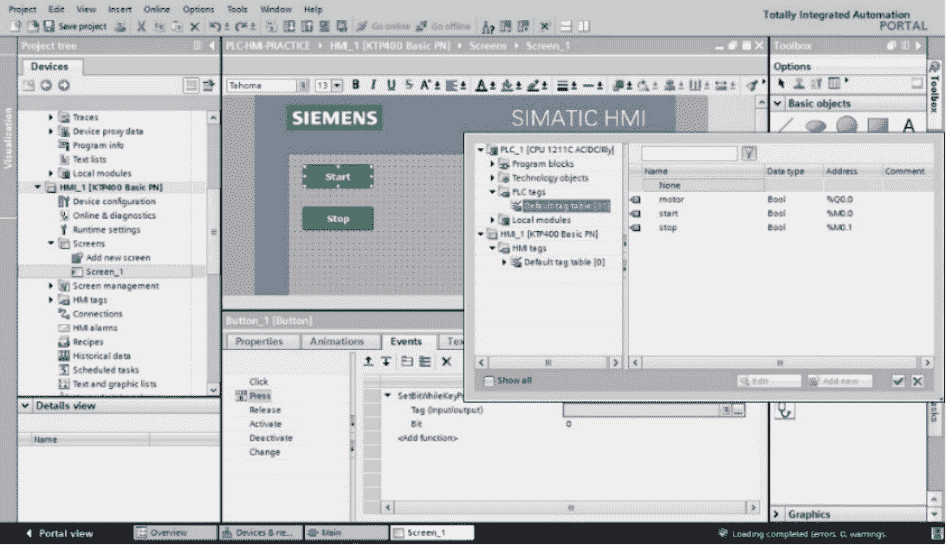 Project Edit View Insert Online Options Tools Window Help
Totally Integrated Automation
PORTAL
Save project
Go online
Go offline
Project tree
PLC-HMI-PRACTICE HMI_1 [KTP400 Basic PN] Screens Screen_1
Toolbox
Devices
Options
Visualization
Toolbox
Tahoma 13 B I U S A
Basic objects
A
Traces
Device proxy data
Program info
Text lists
Local modules
HMI_1 [KTP400 Basic PN]
Device configuration
Online & diagnostics
Runtime settings
Screens
Add new screen
Screen_1
Screen management
HMI tags
Connections
HMI alarms
Recipes
Historical data
Scheduled tasks
Text and graphic lists
Details view
Name
SIEMENS
SIMATIC HMI
Start
Stop
PLC_1 [CPU 1211C AC/DC/Rly]
Program blocks
Technology objects
PLC tags
Default tag table
Local modules
HMI_1 [KTP400 Basic PN]
HMI tags
Default tag table [0]
Name Data type Address Comment
None
motor Bool %Q0.0
start Bool %M0.0
stop Bool %M0.1
Show all
Edit
Add new
Button_1 [Button]
Properties Animations Events
Click
Press
Release
Activate
Deactivate
Change
Tag (Input/output)
Bit 0
<Add function>
Tasks
Graphics
Portal view
Overview
Devices & ne...
Main
Screen_1
Loading completed (errors: 0, warnings: